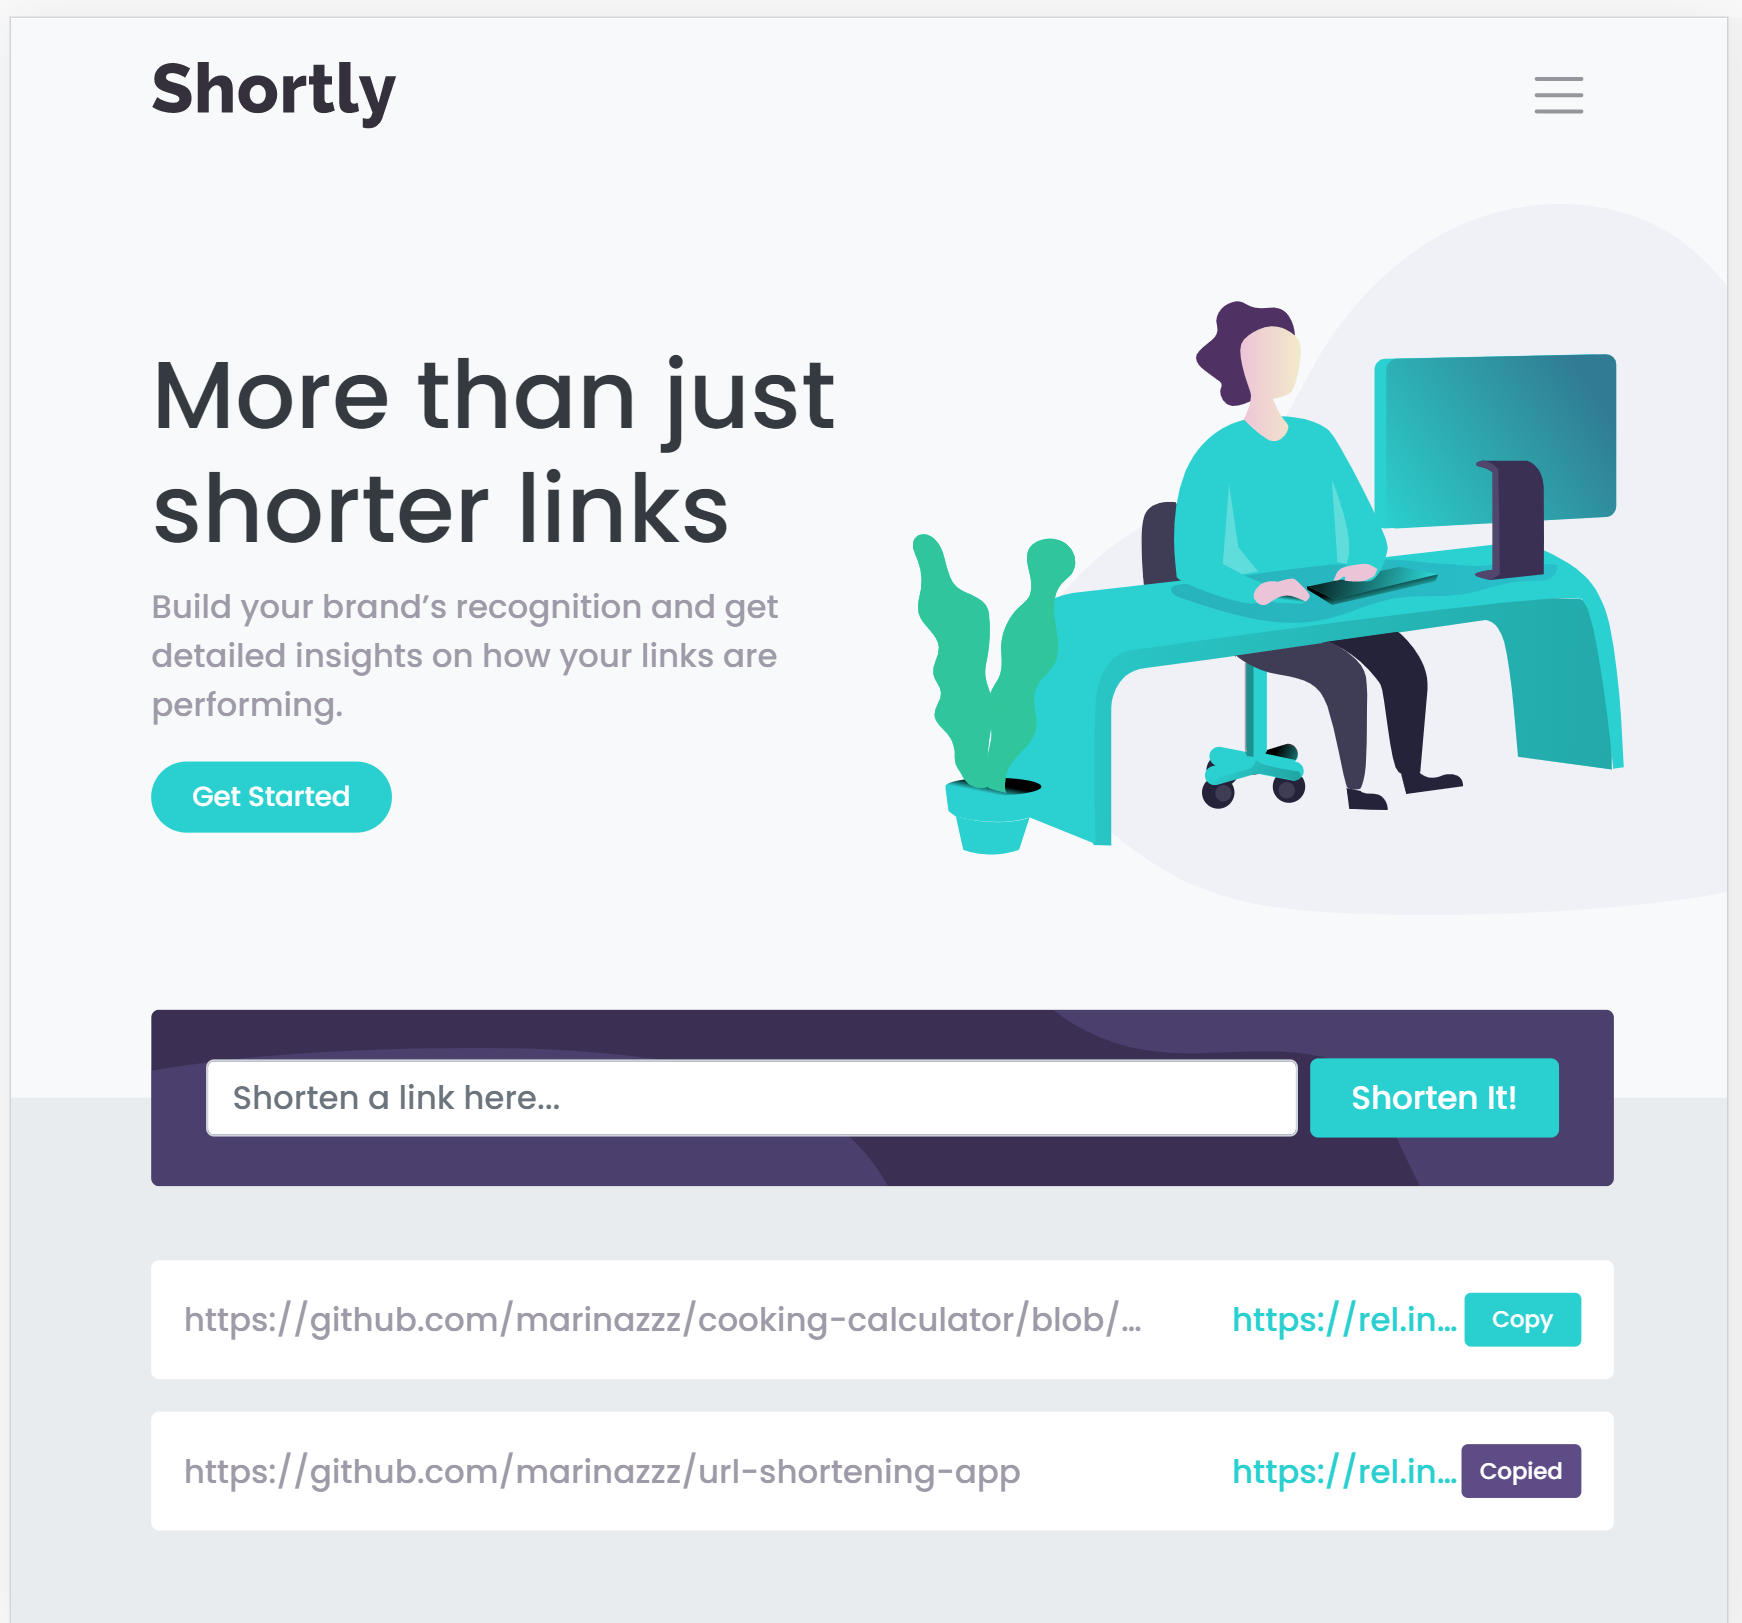 Shortly
More than just
shorter links
Build your brand’s recognition and get
detailed insights on how your links are
performing.
Get Started
Shorten a link here...
Shorten It!
https://github.com/marinazzz/cooking-calculator/blob/...
https://rel.in...
Copy
https://github.com/marinazzz/url-shortening-app
https://rel.in...
Copied